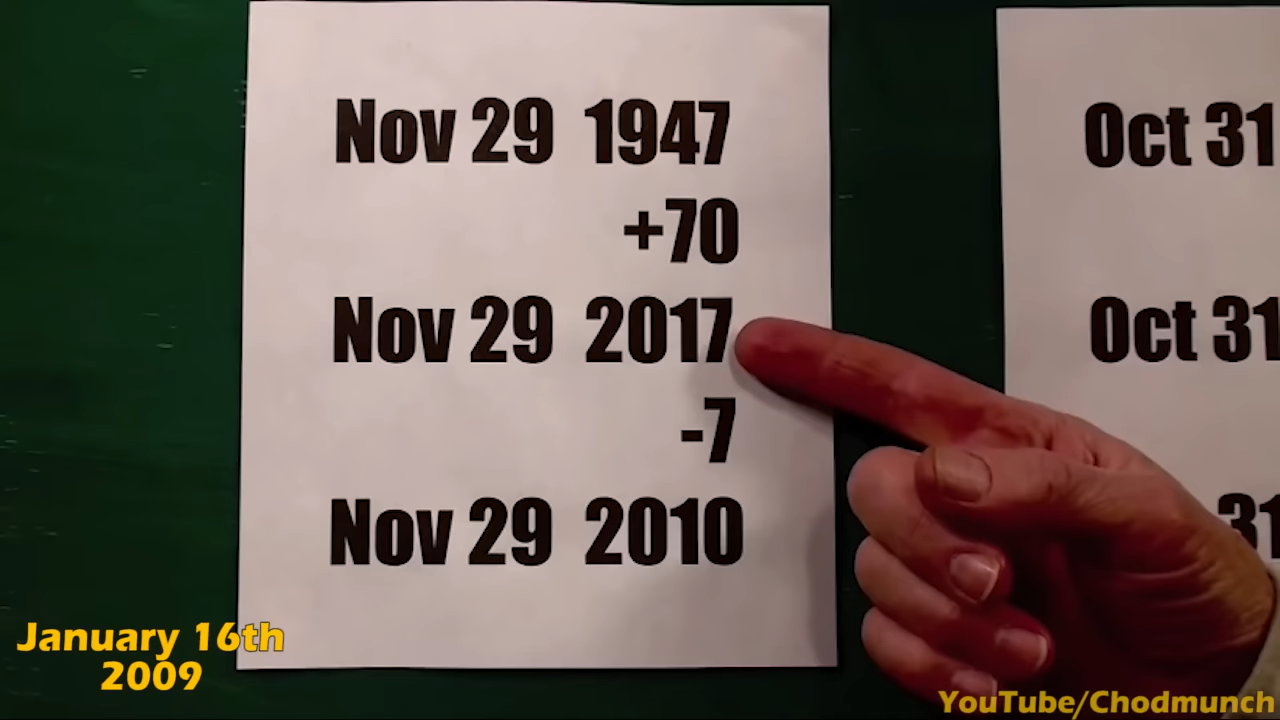 Nov 29 1947
+70
Nov 29 2017
-7
Nov 29 2010
Oct 31
Oct 31
31
January 16th
2009
YouTube/Chodmunch